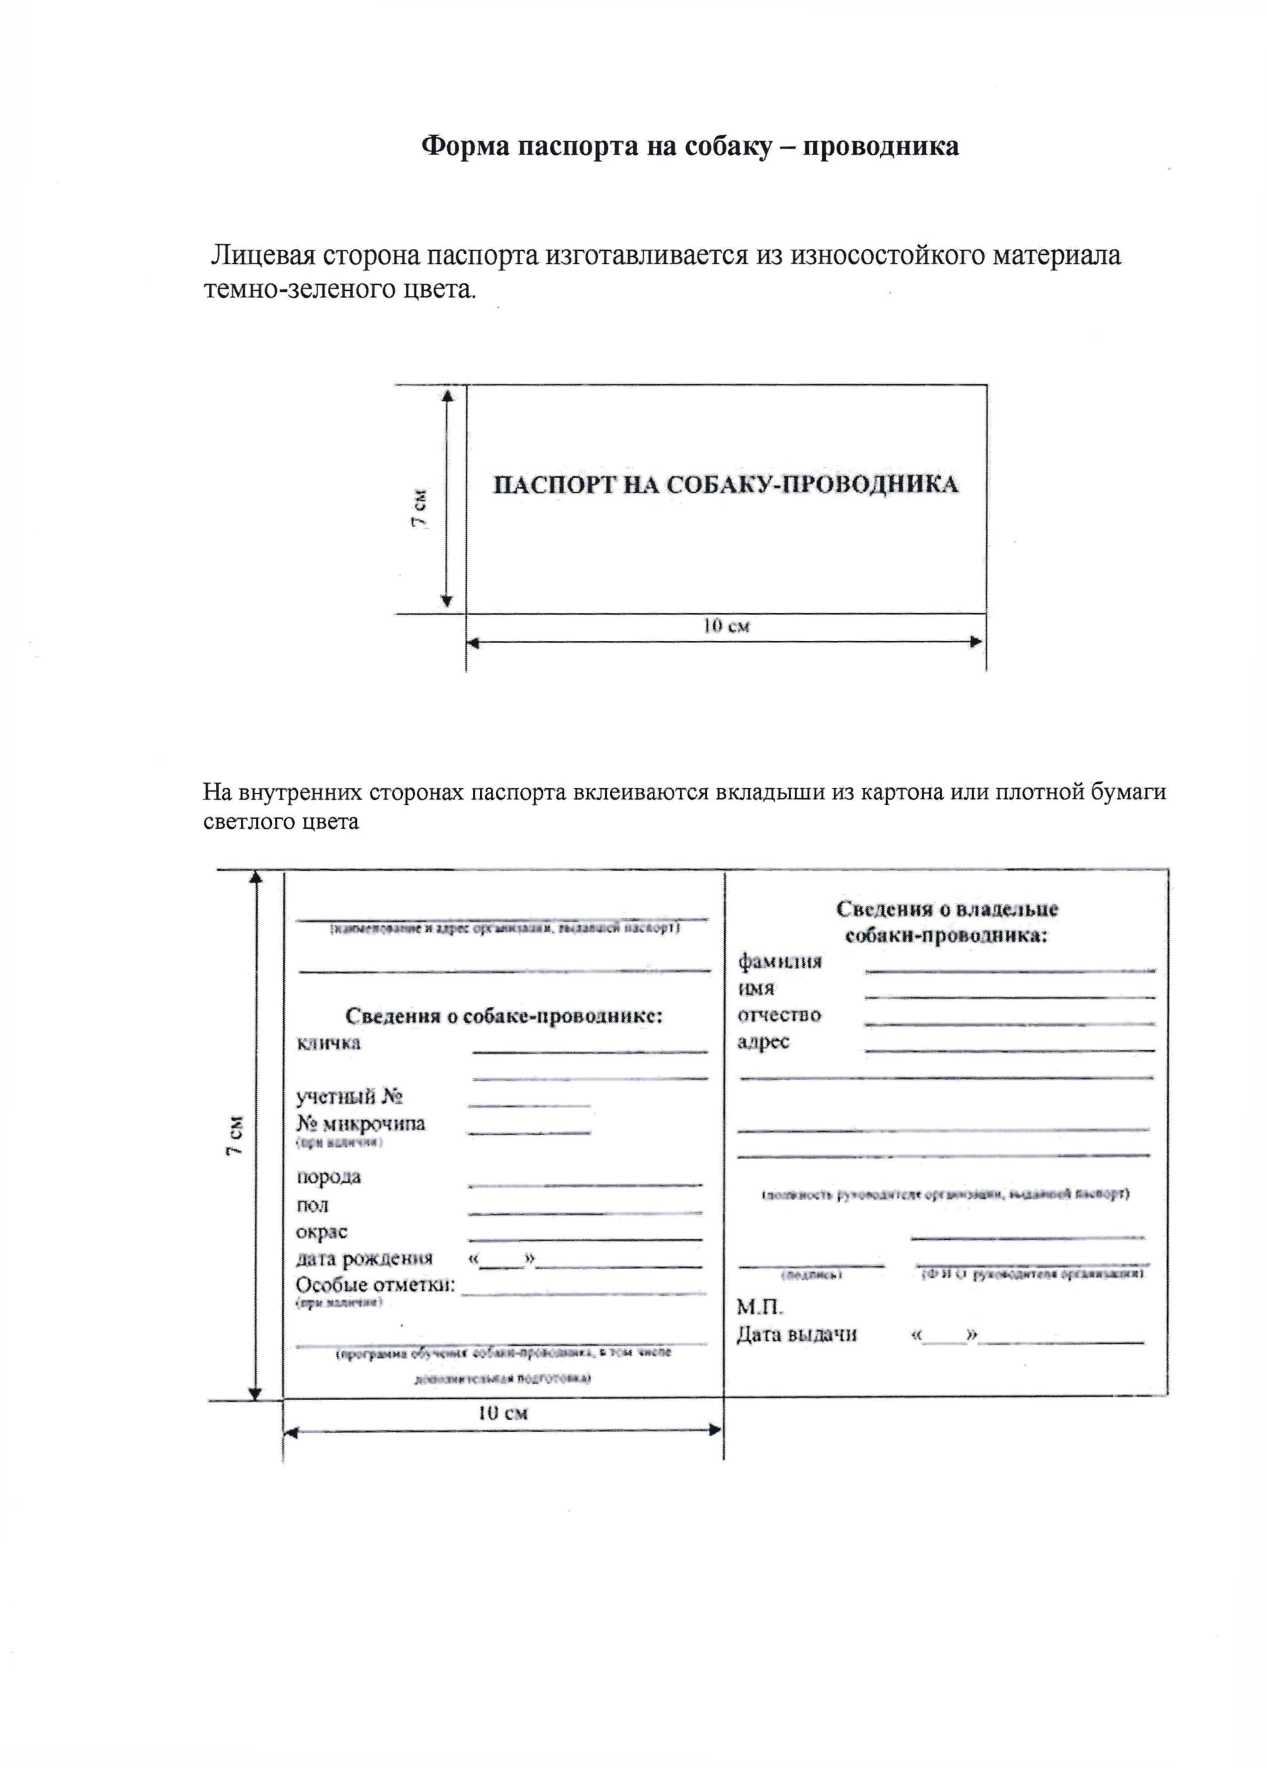 Форма паспорта на собаку – проводника
Лицевая сторона паспорта изготавливается из износостойкого материала
темно-зеленого цвета.
7 см
ПАСПОРТ НА СОБАКУ-ПРОВОДНИКА
10 см
На внутренних сторонах паспорта вклеиваются вкладыши из картона или плотной бумаги
светлого цвета
7 см
(наименование и адрес организации, выдавшей паспорт)
Сведения о собаке-проводнике:
кличка
учетный №
№ микрочипа
(при наличии)
порода
пол
окрас
дата рождения «____»
Особые отметки:
(при наличии)
(программа обучения собаки-проводника, в том числе
дополнительная подготовка)
10 см
Сведения о владельце
собаки-проводника:
фамилия
имя
отчество
адрес
(должность руководителя организации, выдавшей паспорт)
(подпись) (Ф И О руководителя организации)
М.П.
Дата выдачи «____»